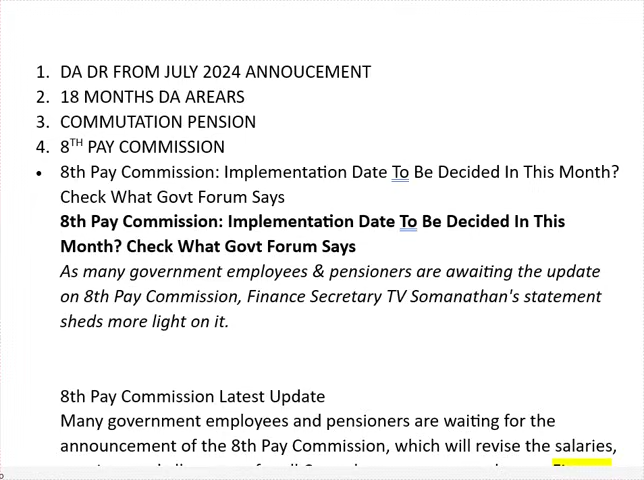 1. DA DR FROM JULY 2024 ANNOUCEMENT
2. 18 MONTHS DA AREARS
3. COMMUTATION PENSION
4. 8TH PAY COMMISSION
• 8th Pay Commission: Implementation Date To Be Decided In This Month?
Check What Govt Forum Says
8th Pay Commission: Implementation Date To Be Decided In This
Month? Check What Govt Forum Says
As many government employees & pensioners are awaiting the update
on 8th Pay Commission, Finance Secretary TV Somanathan's statement
sheds more light on it.
8th Pay Commission Latest Update
Many government employees and pensioners are waiting for the
announcement of the 8th Pay Commission, which will revise the salaries,